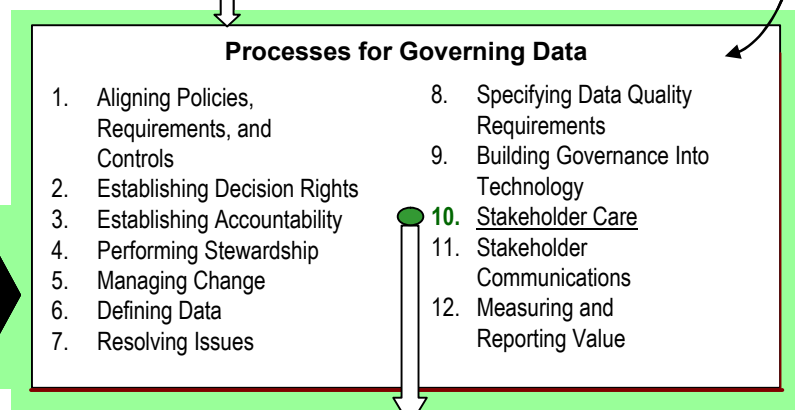 Processes for Governing Data
1. Aligning Policies,
Requirements, and
Controls
2. Establishing Decision Rights
3. Establishing Accountability
4. Performing Stewardship
5. Managing Change
6. Defining Data
7. Resolving Issues
8. Specifying Data Quality
Requirements
9. Building Governance Into
Technology
10. Stakeholder Care
11. Stakeholder
Communications
12. Measuring and
Reporting Value